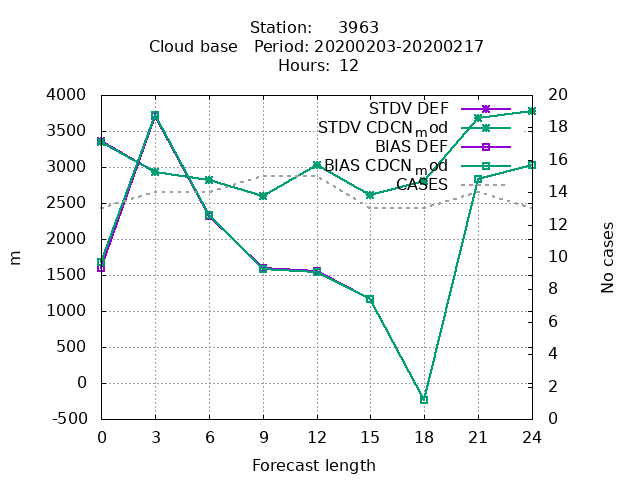 Station: 3963
Cloud base Period: 20200203-20200217
Hours: 12
4000
3500
3000
2500
2000
1500
1000
500
0
-500
m
20
18
16
14
12
10
8
6
4
2
0
No cases
STDV DEF
STDV CDCNmod
BIAS DEF
BIAS CDCNmod
CASES
0 3 6 9 12 15 18 21 24
Forecast length